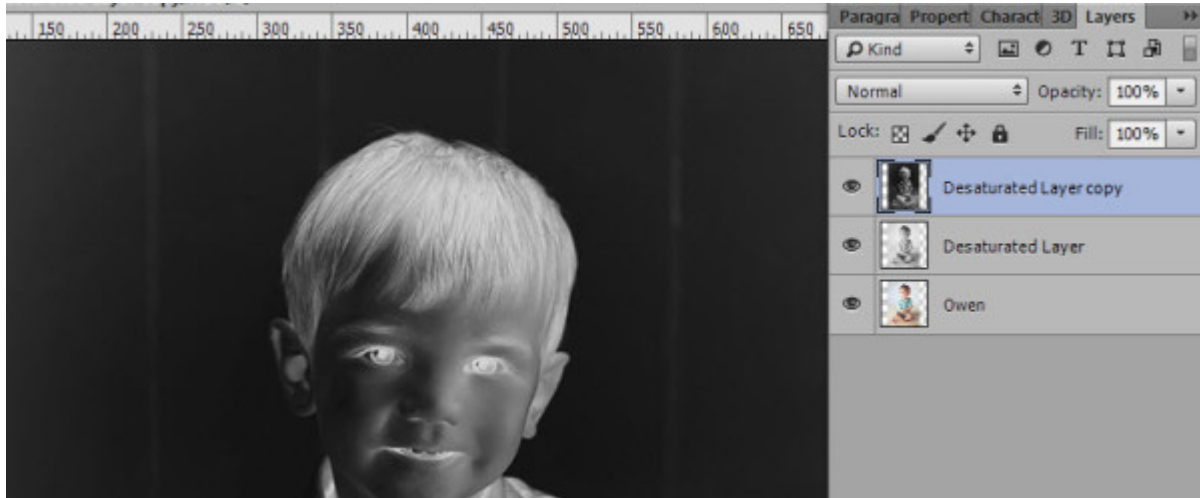 Paragra Propert Charact 3D Layers
150 200 250 300 350 400 450 500 550 600 650
Kind
T
Normal Opacity: 100%
Lock: Fill: 100%
Desaturated Layer copy
Desaturated Layer
Owen